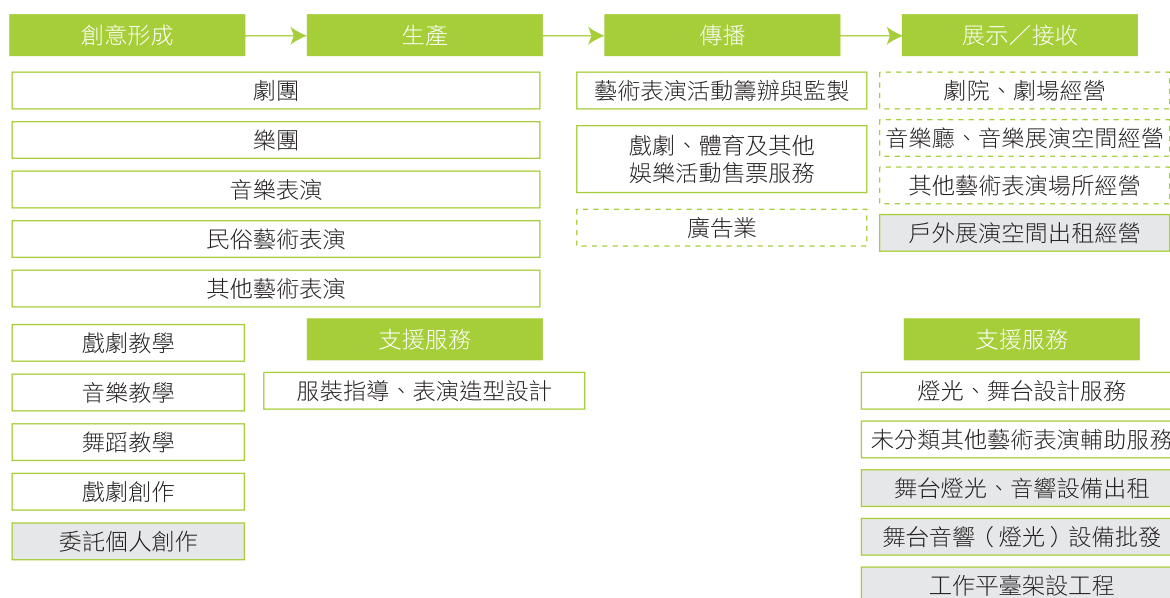 創意形成
生產
傳播
展示／接收
劇團
樂團
音樂表演
民俗藝術表演
其他藝術表演
戲劇教學
音樂教學
舞蹈教學
戲劇創作
委託個人創作
支援服務
服裝指導、表演造型設計
藝術表演活動籌辦與監製
戲劇、體育及其他
娛樂活動售票服務
廣告業
劇院、劇場經營
音樂廳、音樂展演空間經營
其他藝術表演場所經營
戶外展演空間出租經營
支援服務
燈光、舞台設計服務
未分類其他藝術表演輔助服務
舞台燈光、音響設備出租
舞台音響（燈光）設備批發
工作平臺架設工程